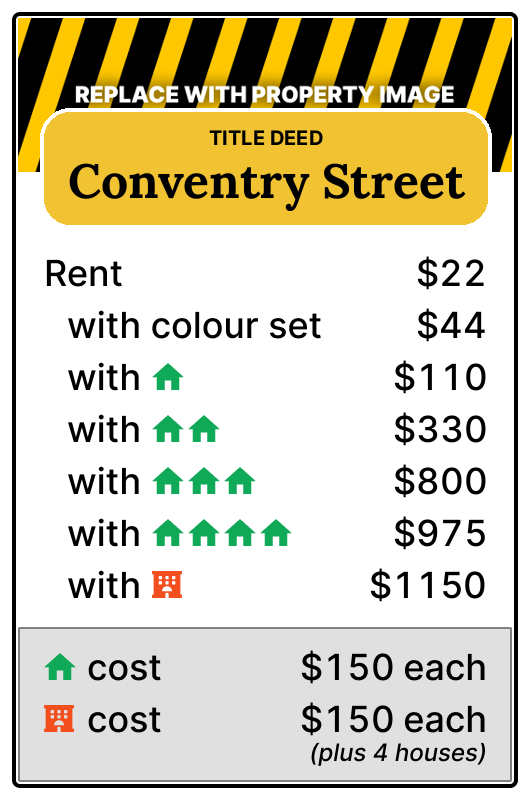 REPLACE WITH PROPERTY IMAGE
TITLE DEED
Conventry Street
Rent $22
with colour set $44
with $110
with $330
with $800
with $975
with $1150
cost $150 each
cost $150 each
(plus 4 houses)